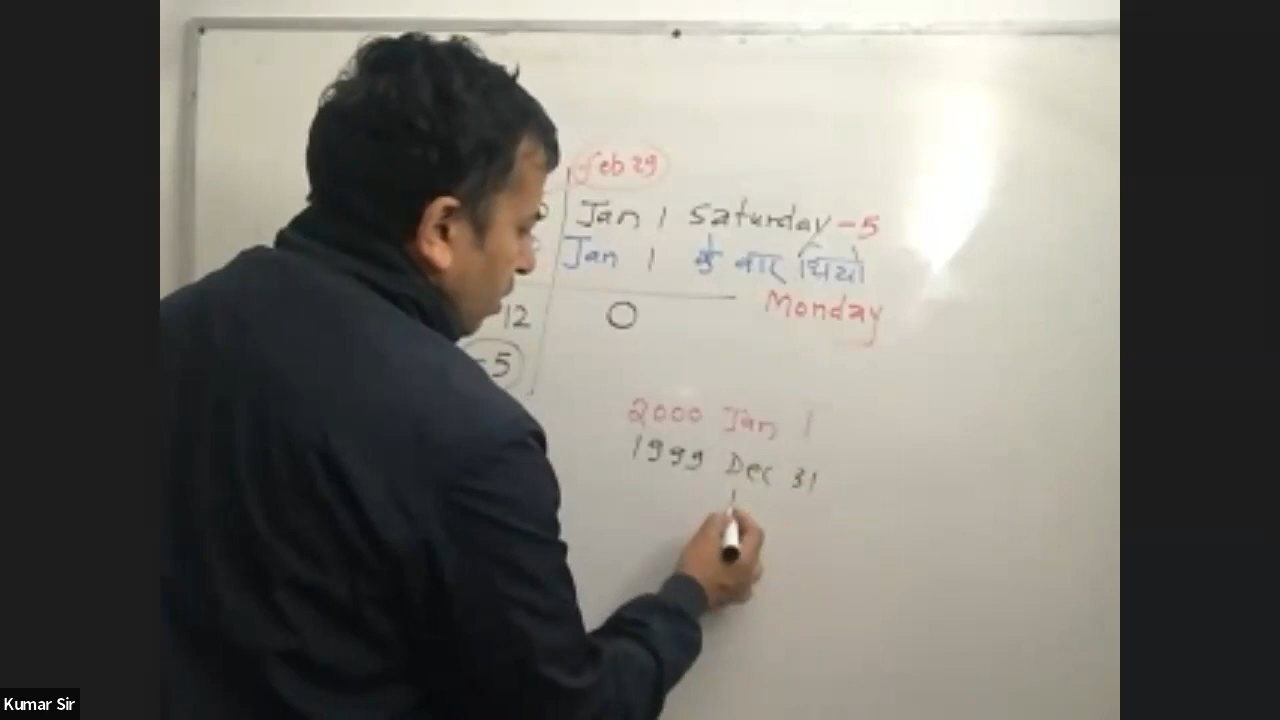 feb 29
Jan 1 Saturday -5
Jan 1 के वार थियो
Monday
12 0
-5
2000 Jan 1
1999 Dec 31
Kumar Sir